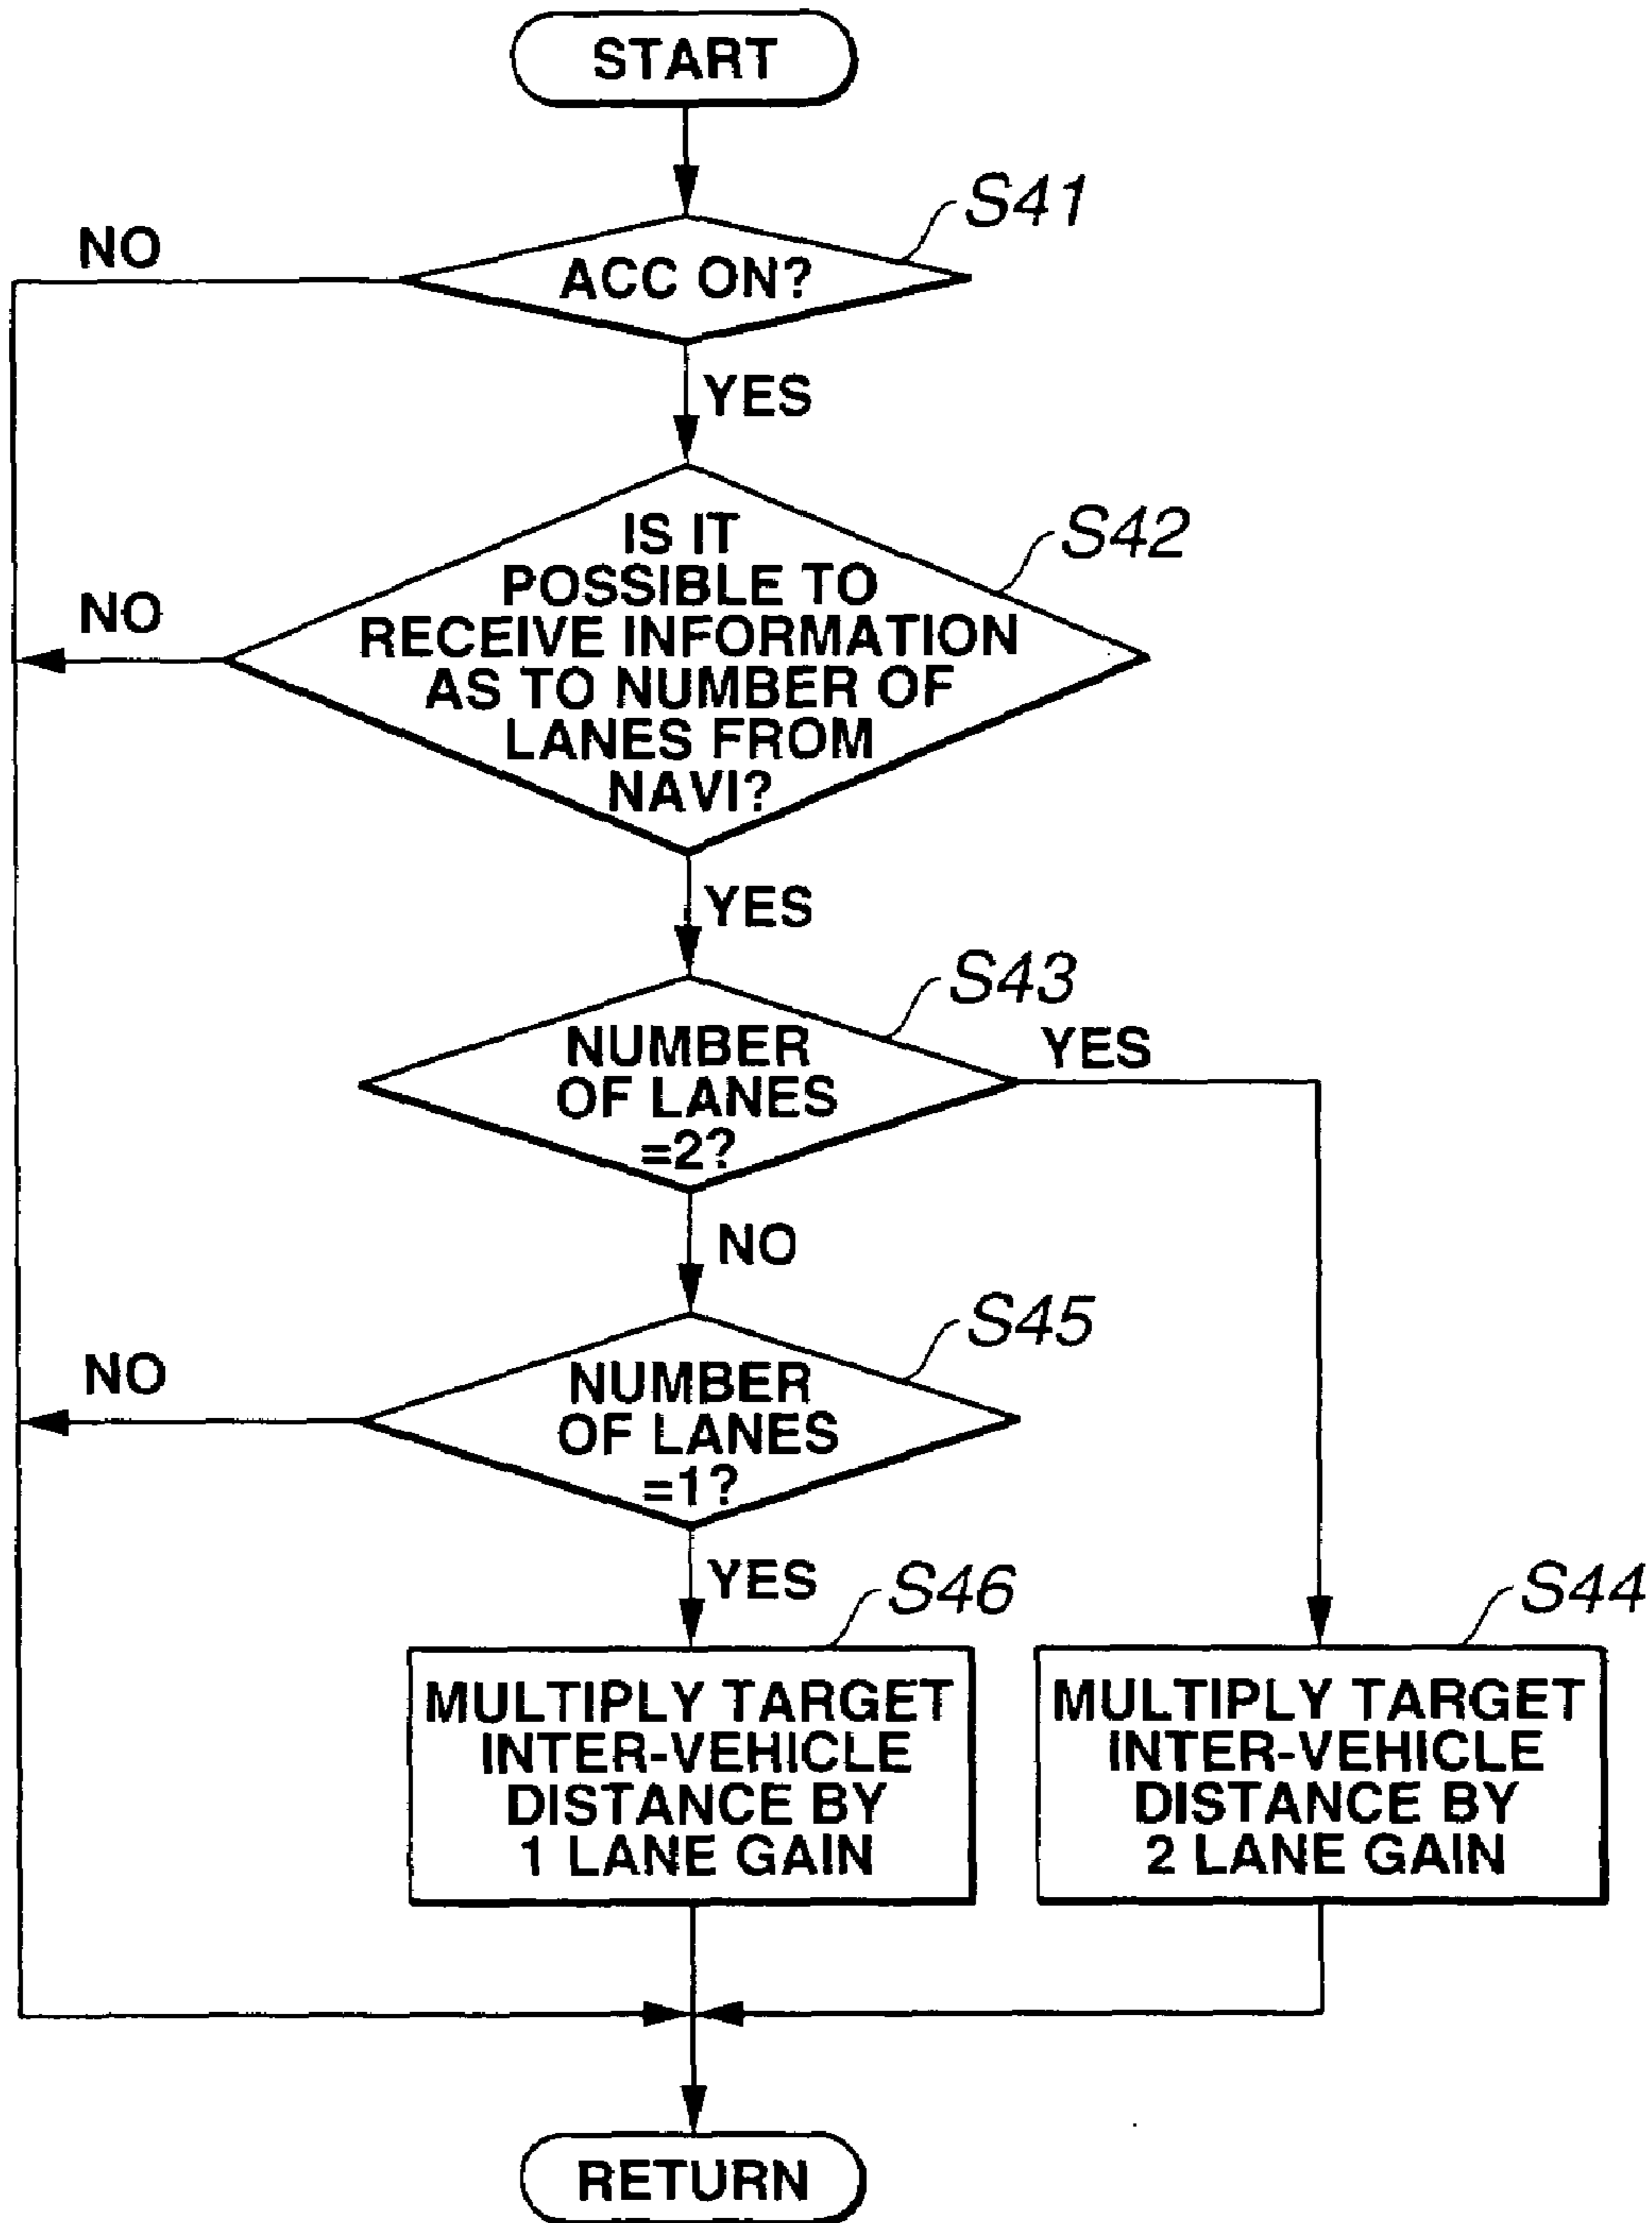 START
S41
NO
ACC ON?
YES
S42
IS IT
POSSIBLE TO
NO
RECEIVE INFORMATION
AS TO NUMBER OF
LANES FROM
NAVI?
YES
S43
NUMBER
OF LANES
=2?
YES
NO
S45
NO
NUMBER
OF LANES
=1?
YES
S46
S44
MULTIPLY TARGET
INTER-VEHICLE
DISTANCE BY
1 LANE GAIN
MULTIPLY TARGET
INTER-VEHICLE
DISTANCE BY
2 LANE GAIN
RETURN